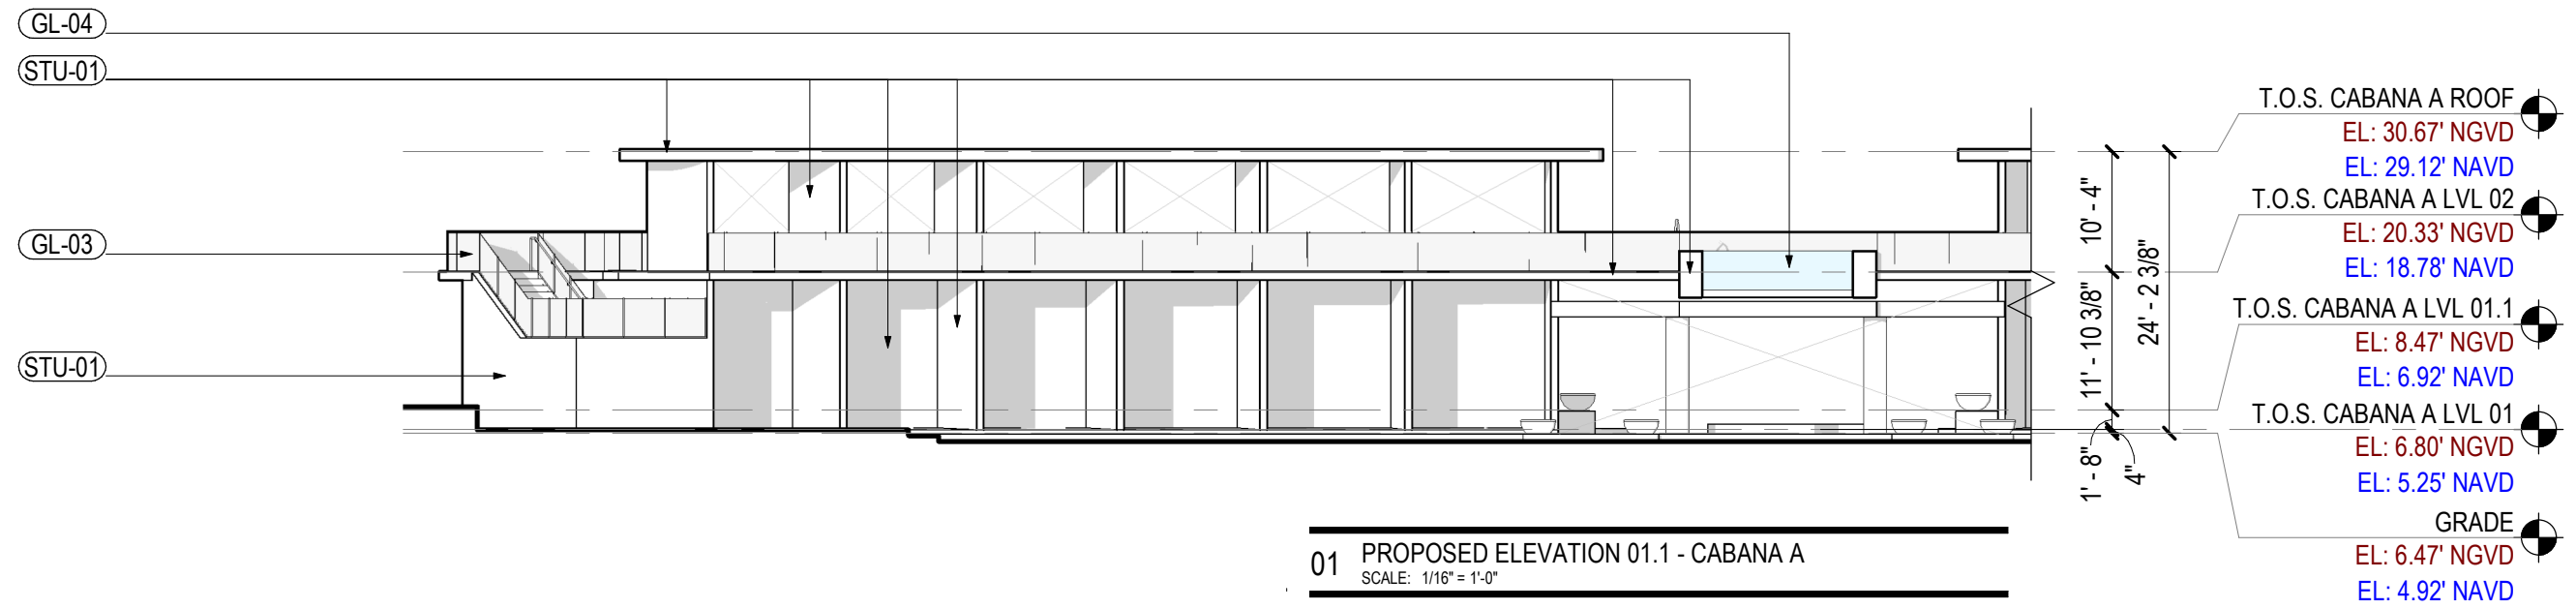 GL-04
STU-01
GL-03
STU-01
T.O.S. CABANA A ROOF
EL: 30.67' NGVD
EL: 29.12' NAVD
T.O.S. CABANA A LVL 02
EL: 20.33' NGVD
EL: 18.78' NAVD
T.O.S. CABANA A LVL 01.1
EL: 8.47' NGVD
EL: 6.92' NAVD
T.O.S. CABANA A LVL 01
EL: 6.80' NGVD
EL: 5.25' NAVD
GRADE
EL: 6.47' NGVD
EL: 4.92' NAVD
10' - 4"
11' - 10 3/8"
24' - 2 3/8"
1' - 8"
4"
01 PROPOSED ELEVATION 01.1 - CABANA A
SCALE: 1/16" = 1'-0"